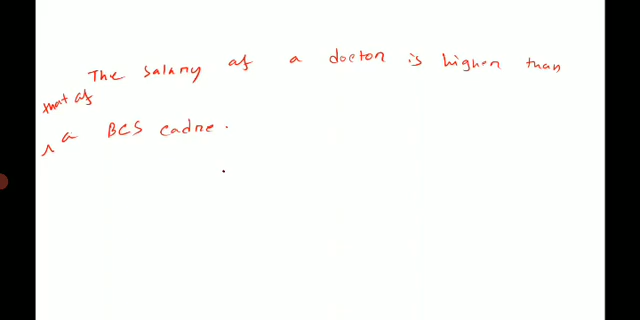 The salary of a doctor is higher than
that of
a BCS cadre.